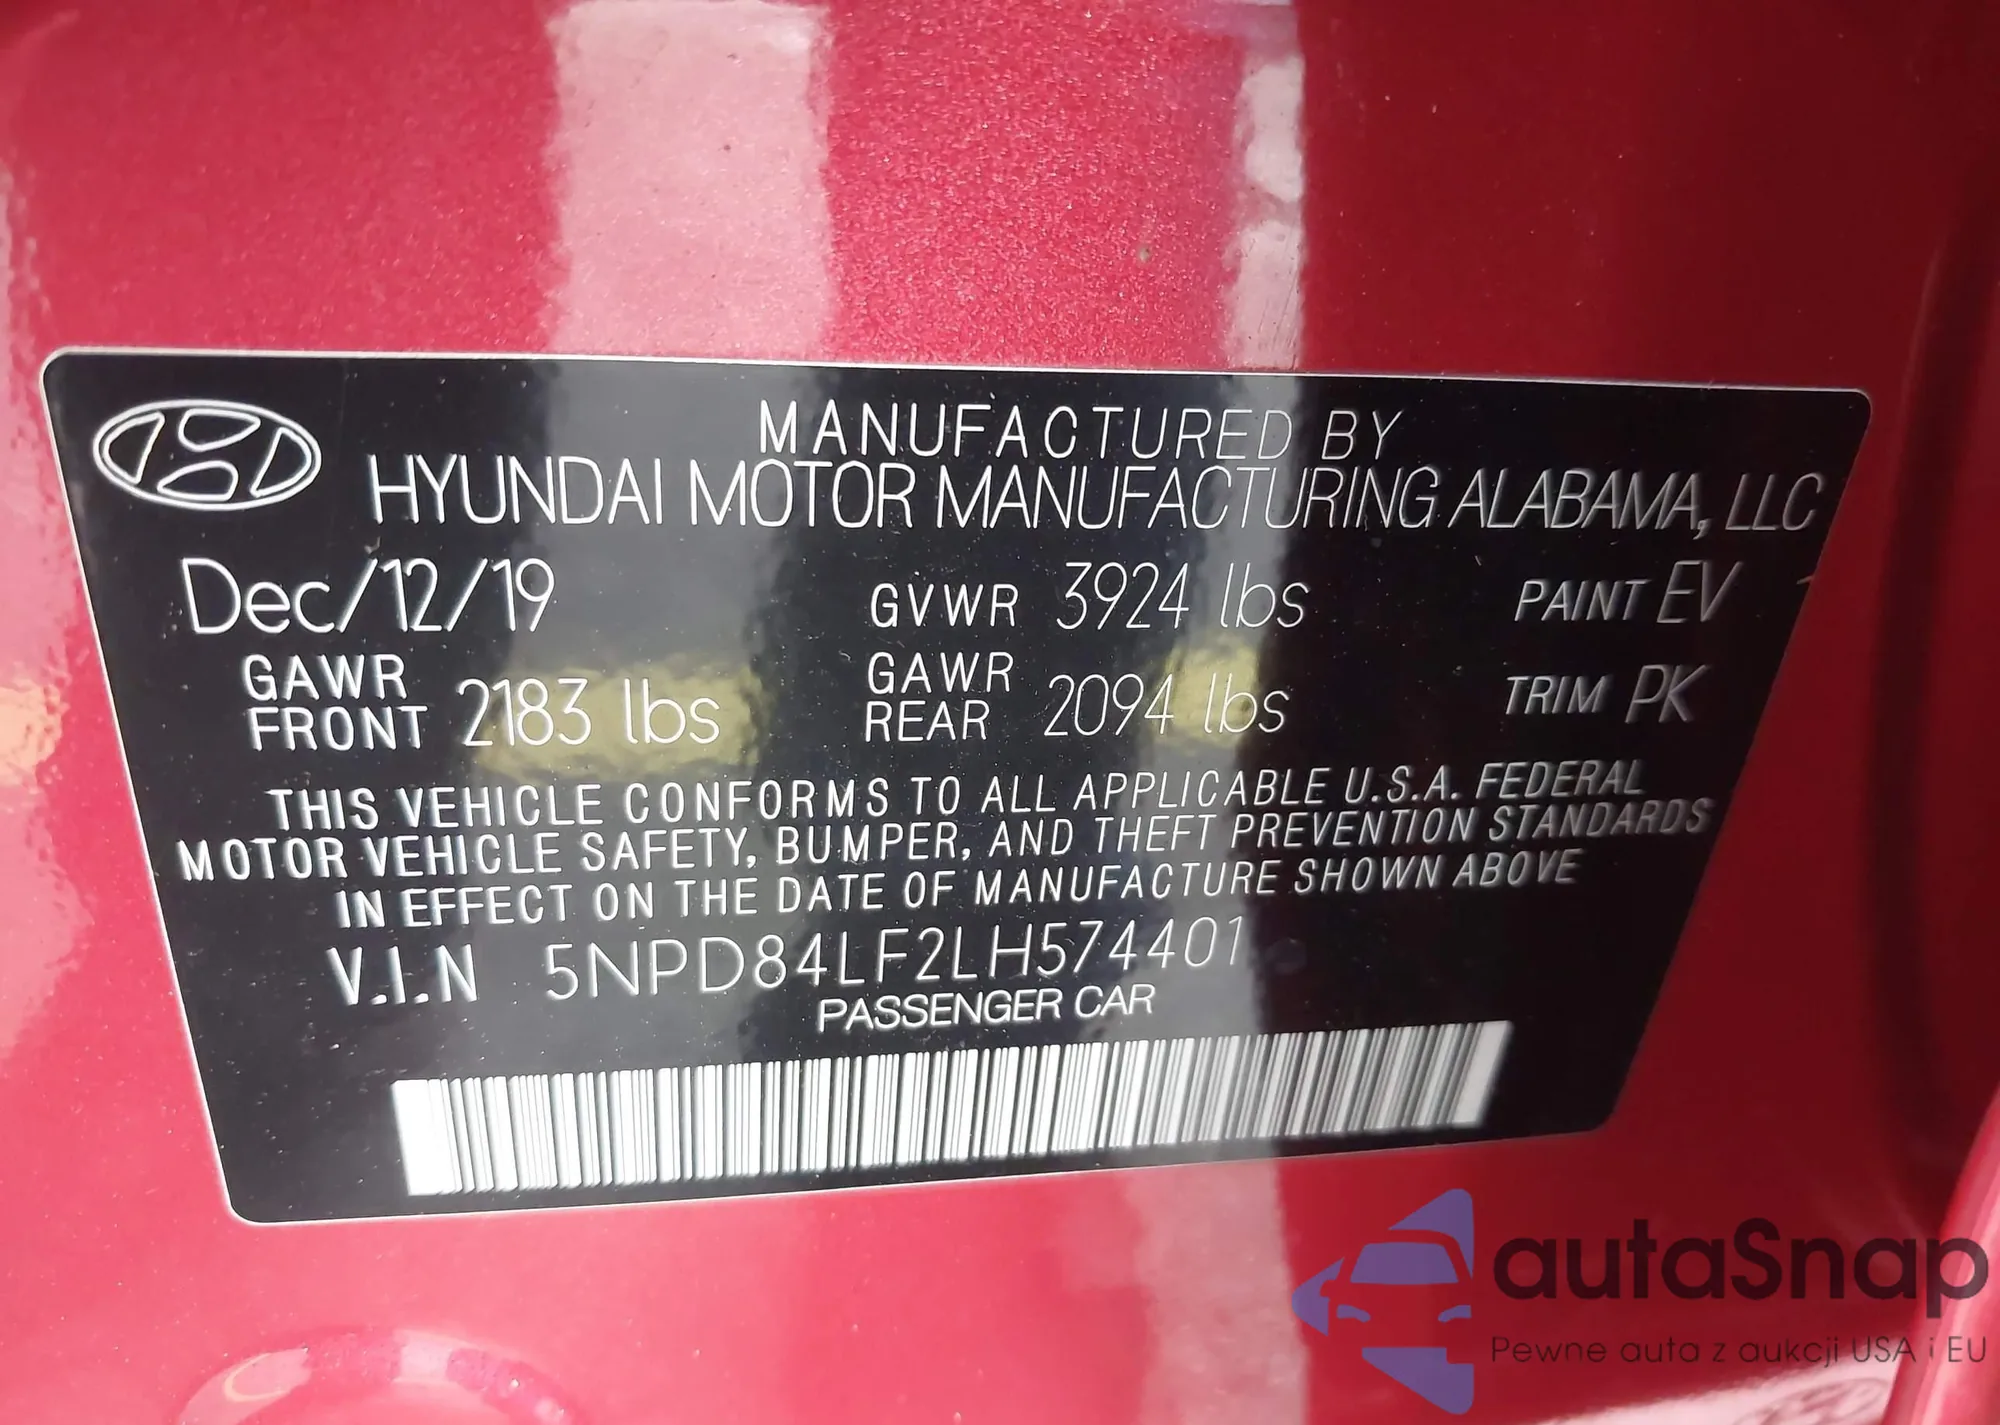 MANUFACTURED BY
HYUNDAI MOTOR MANUFACTURING ALABAMA, LLC
Dec/12/19 GVWR 3924 lbs PAINT EV
GAWR FRONT 2183 lbs GAWR REAR 2094 lbs TRIM PK
THIS VEHICLE CONFORMS TO ALL APPLICABLE U.S.A. FEDERAL
MOTOR VEHICLE SAFETY, BUMPER, AND THEFT PREVENTION STANDARDS
IN EFFECT ON THE DATE OF MANUFACTURE SHOWN ABOVE
V.I.N 5NPD84LF2LH574401
PASSENGER CAR
autaSnap
Pewne auta z aukcji USA i EU